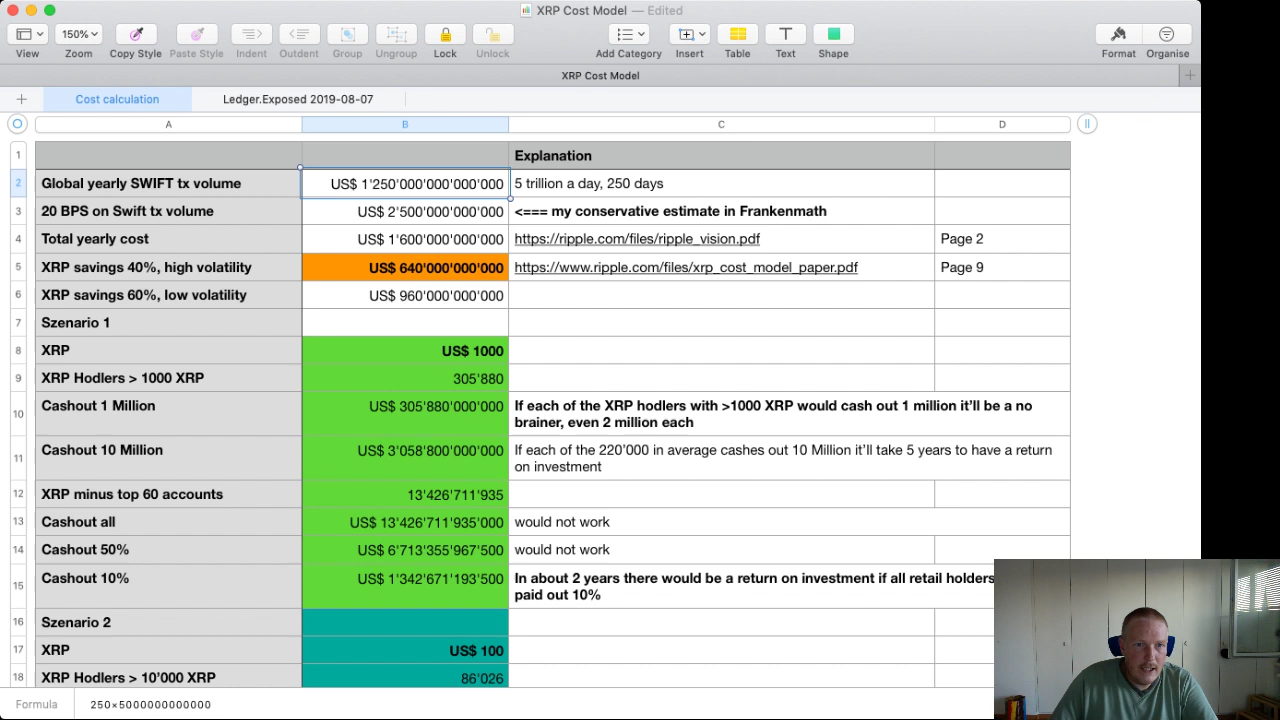 XRP Cost Model — Edited
View
150%
Zoom
Copy Style
Paste Style
Indent
Outdent
Group
Ungroup
Lock
Unlock
Add Category
Insert
Table
Text
Shape
Format
Organise
XRP Cost Model
Cost calculation
Ledger.Exposed 2019-08-07
A B C D
1 Explanation
2 Global yearly SWIFT tx volume US$ 1'250'000'000'000'000 5 trillion a day, 250 days
3 20 BPS on Swift tx volume US$ 2'500'000'000'000 <=== my conservative estimate in Frankenmath
4 Total yearly cost US$ 1'600'000'000'000 https://ripple.com/files/ripple_vision.pdf Page 2
5 XRP savings 40%, high volatility US$ 640'000'000'000 https://www.ripple.com/files/xrp_cost_model_paper.pdf Page 9
6 XRP savings 60%, low volatility US$ 960'000'000'000
7 Szenario 1
8 XRP US$ 1000
9 XRP Hodlers > 1000 XRP 305'880
10 Cashout 1 Million US$ 305'880'000'000 If each of the XRP hodlers with >1000 XRP would cash out 1 million it’ll be a no
brainer, even 2 million each
11 Cashout 10 Million US$ 3'058'800'000'000 If each of the 220’000 in average cashes out 10 Million it’ll take 5 years to have a return
on investment
12 XRP minus top 60 accounts 13'426'711'935
13 Cashout all US$ 13'426'711'935'000 would not work
14 Cashout 50% US$ 6'713'355'967'500 would not work
15 Cashout 10% US$ 1'342'671'193'500 In about 2 years there would be a return on investment if all retail holders
paid out 10%
16 Szenario 2
17 XRP US$ 100
18 XRP Hodlers > 10’000 XRP 86'026
Formula 250×5000000000000